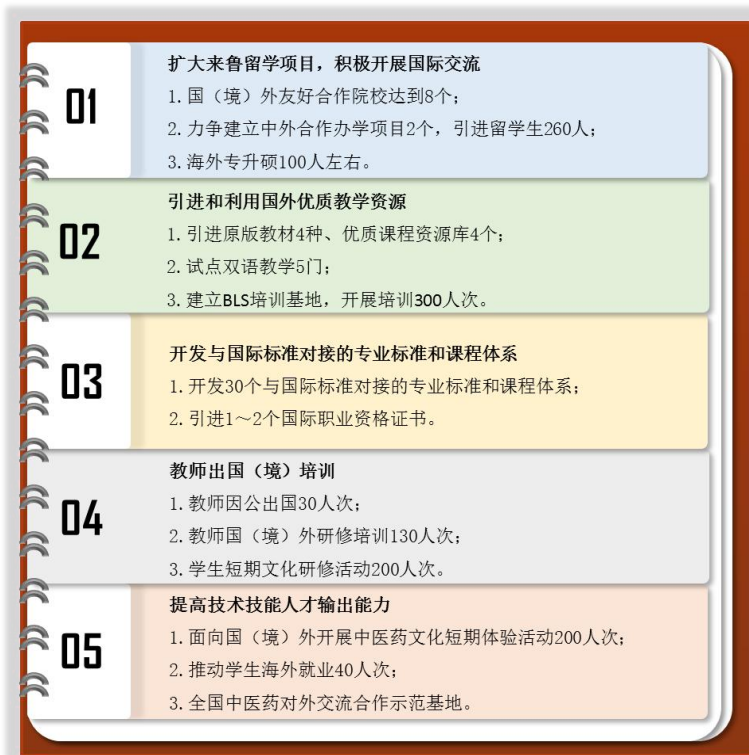 01
扩大来鲁留学项目，积极开展国际交流
1.国（境）外友好合作院校达到8个；
2.力争建立中外合作办学项目2个，引进留学生260人；
3.海外专升硕100人左右。
02
引进和利用国外优质教学资源
1.引进原版教材4种、优质课程资源库4个；
2.试点双语教学5门；
3.建立BLS培训基地，开展培训300人次。
03
开发与国际标准对接的专业标准和课程体系
1.开发30个与国际标准对接的专业标准和课程体系；
2.引进1～2个国际职业资格证书。
04
教师出国（境）培训
1.教师因公出国30人次；
2.教师国（境）外研修培训130人次；
3.学生短期文化研修活动200人次。
05
提高技术技能人才输出能力
1.面向国（境）外开展中医药文化短期体验活动200人次；
2.推动学生海外就业40人次；
3.全国中医药对外交流合作示范基地。